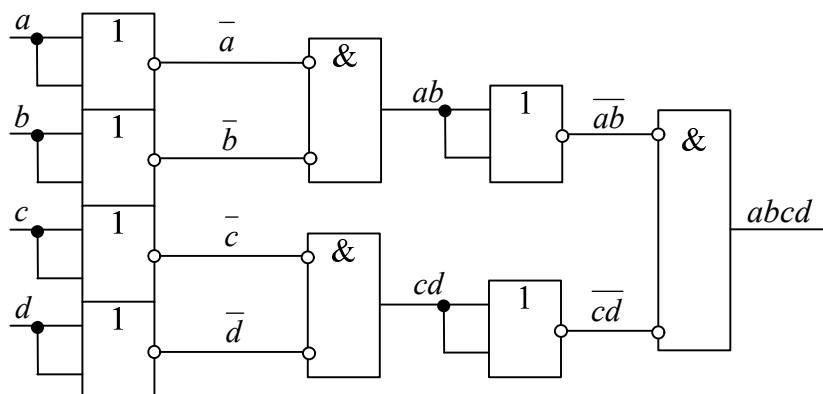 a 1 a̅ &
ab 1 a̅b̅
b 1 b̅ &
abcd
c 1 c̅ &
cd 1 c̅d̅
d 1 d̅